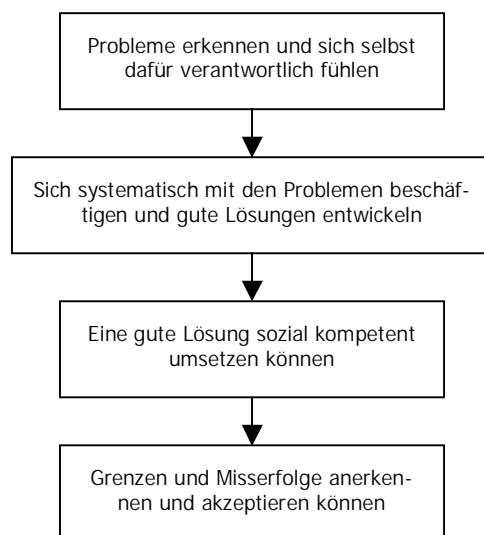 Probleme erkennen und sich selbst
dafür verantwortlich fühlen
Sich systematisch mit den Problemen beschäf-
tigen und gute Lösungen entwickeln
Eine gute Lösung sozial kompetent
umsetzen können
Grenzen und Misserfolge anerken-
nen und akzeptieren können